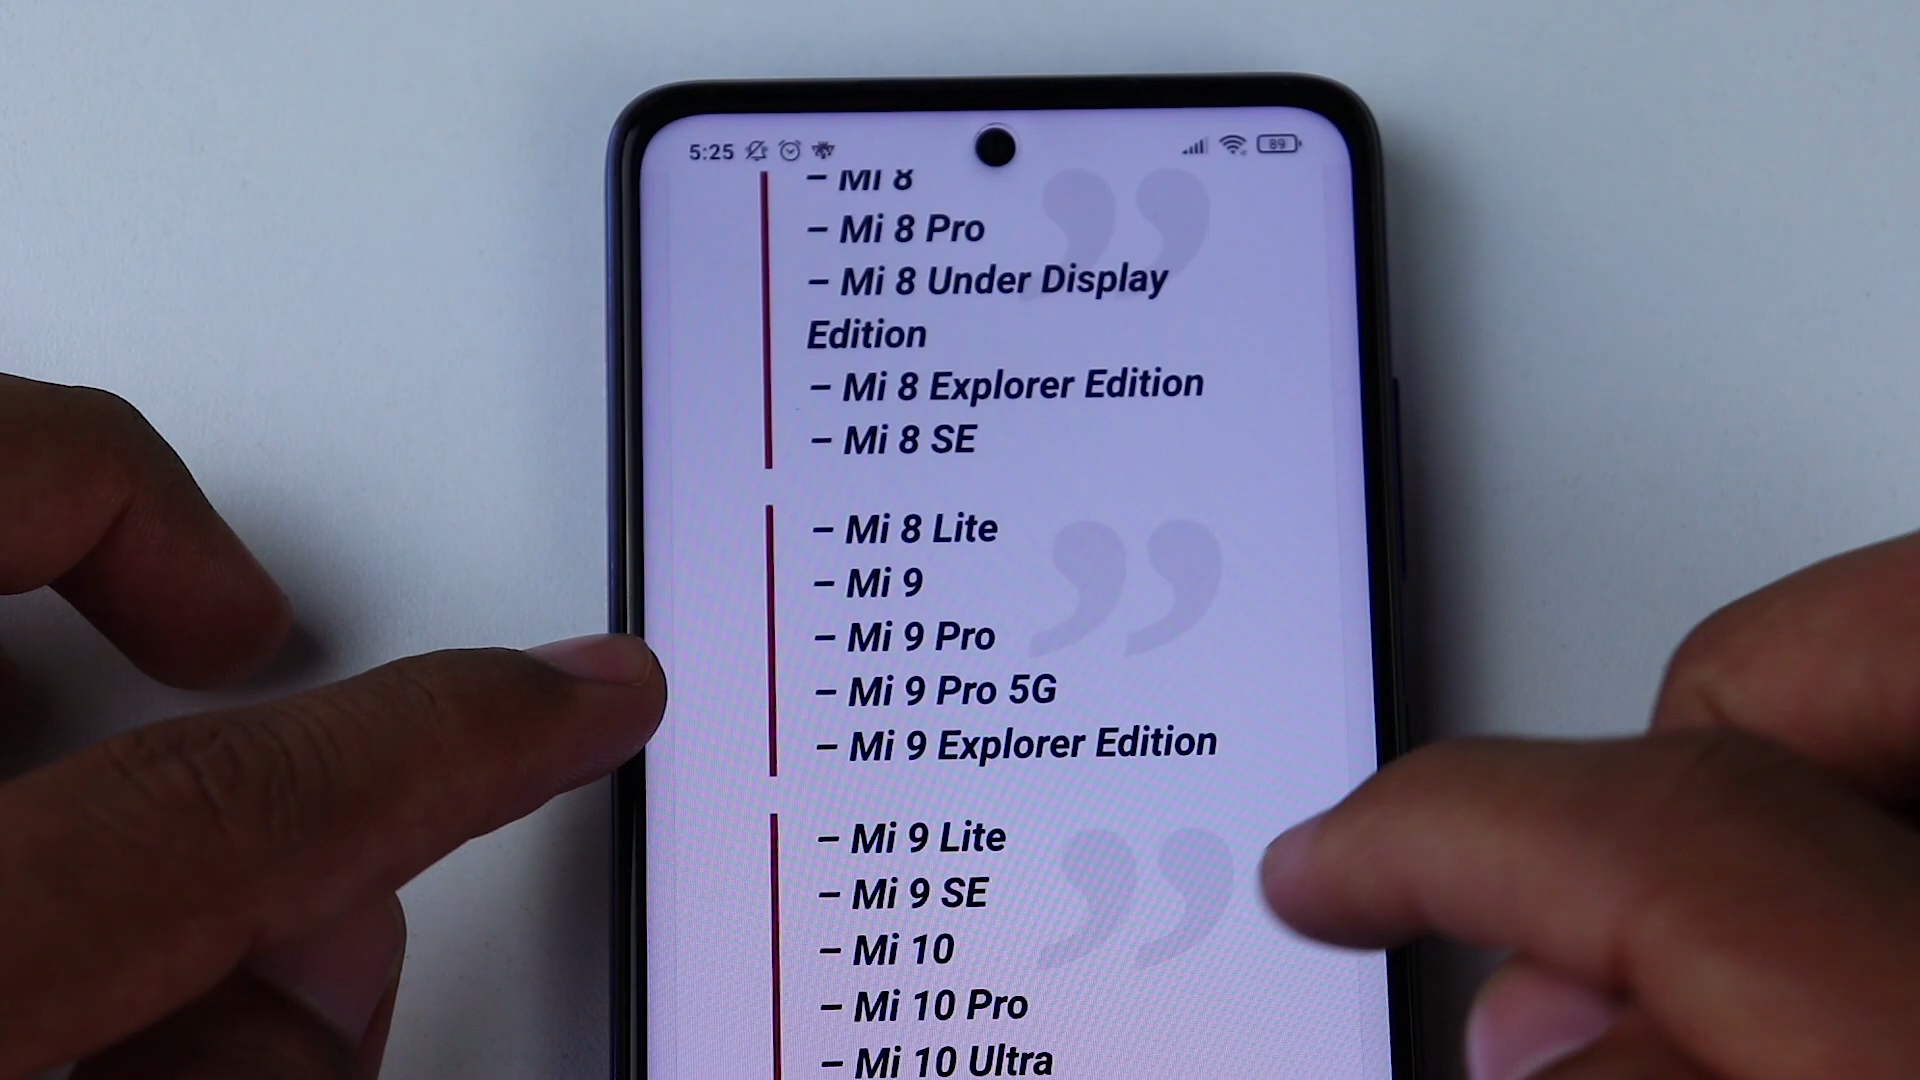 5:25 89
– Mi 8
– Mi 8 Pro
– Mi 8 Under Display
Edition
– Mi 8 Explorer Edition
– Mi 8 SE
– Mi 8 Lite
– Mi 9
– Mi 9 Pro
– Mi 9 Pro 5G
– Mi 9 Explorer Edition
– Mi 9 Lite
– Mi 9 SE
– Mi 10
– Mi 10 Pro
– Mi 10 Ultra